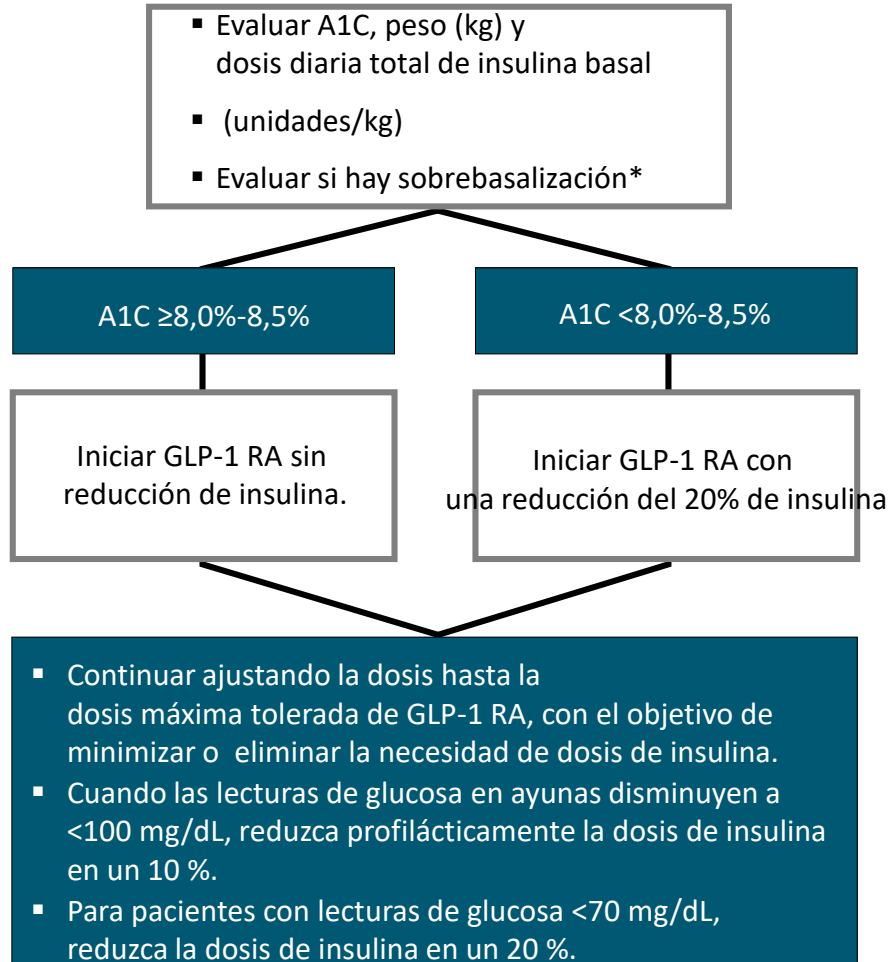 ▪ Evaluar A1C, peso (kg) y
dosis diaria total de insulina basal
▪ (unidades/kg)
▪ Evaluar si hay sobrebasalización*
A1C ≥8,0%-8,5%
A1C <8,0%-8,5%
Iniciar GLP-1 RA sin
reducción de insulina.
Iniciar GLP-1 RA con
una reducción del 20% de insulina
▪ Continuar ajustando la dosis hasta la
dosis máxima tolerada de GLP-1 RA, con el objetivo de
minimizar o eliminar la necesidad de dosis de insulina.
▪ Cuando las lecturas de glucosa en ayunas disminuyen a
<100 mg/dL, reduzca profilácticamente la dosis de insulina
en un 10 %.
▪ Para pacientes con lecturas de glucosa <70 mg/dL,
reduzca la dosis de insulina en un 20 %.